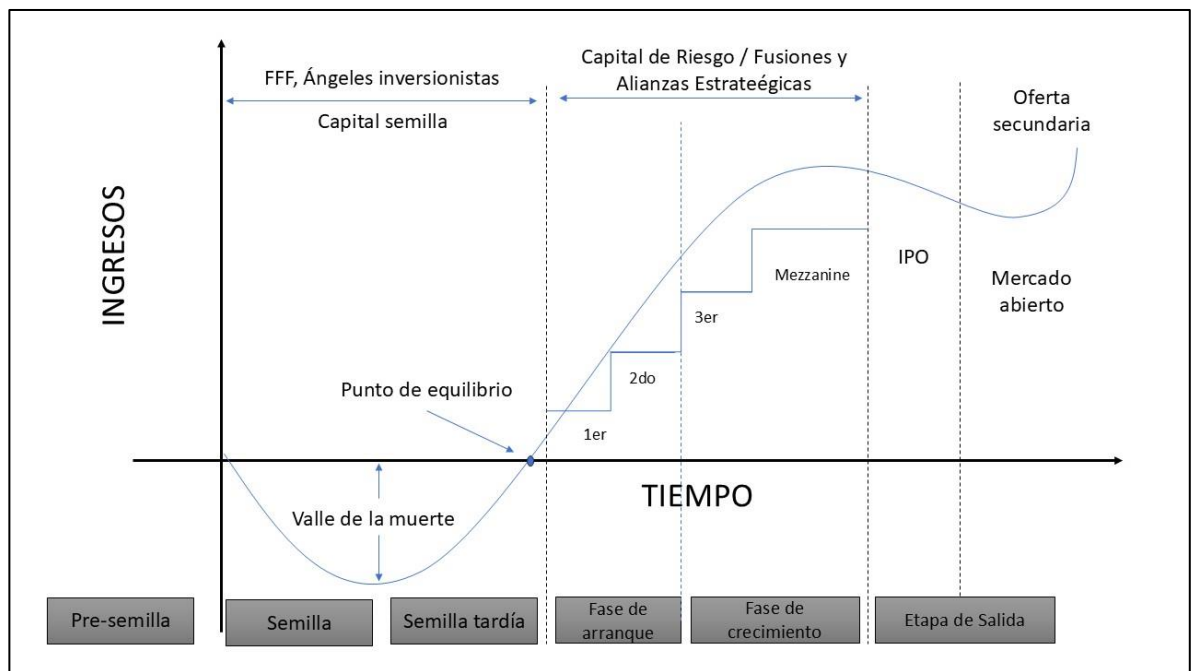 FFF, Ángeles inversionistas
Capital semilla
Capital de Riesgo / Fusiones y
Alianzas Estrateégicas
Oferta
secundaria
INGRESOS
IPO
Mezzanine
Mercado
abierto
3er
2do
1er
Punto de equilibrio
TIEMPO
Valle de la muerte
Pre-semilla
Semilla
Semilla tardía
Fase de
arranque
Fase de
crecimiento
Etapa de Salida